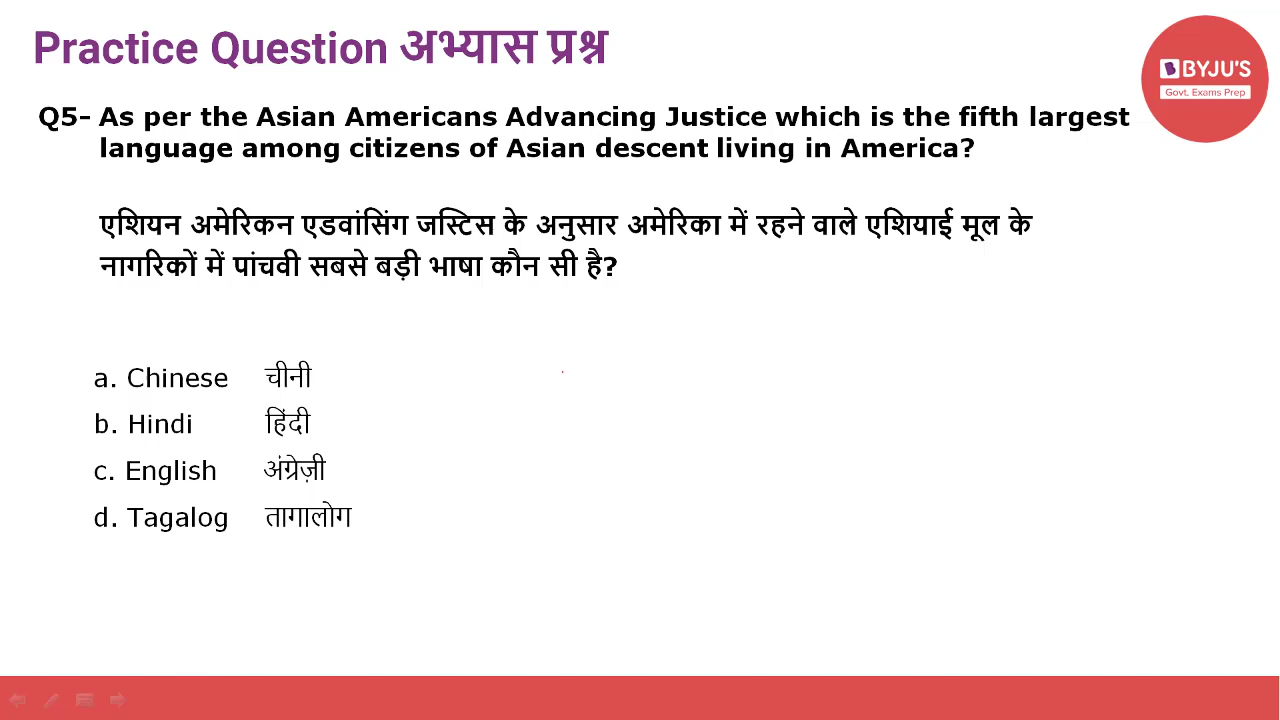 Practice Question अभ्यास प्रश्न
BYJU'S
Govt. Exams Prep
Q5- As per the Asian Americans Advancing Justice which is the fifth largest
language among citizens of Asian descent living in America?
एशियन अमेरिकन एडवांसिंग जस्टिस के अनुसार अमेरिका में रहने वाले एशियाई मूल के
नागरिकों में पांचवी सबसे बड़ी भाषा कौन सी है?
a. Chinese चीनी
b. Hindi हिंदी
c. English अंग्रेज़ी
d. Tagalog तागालोग